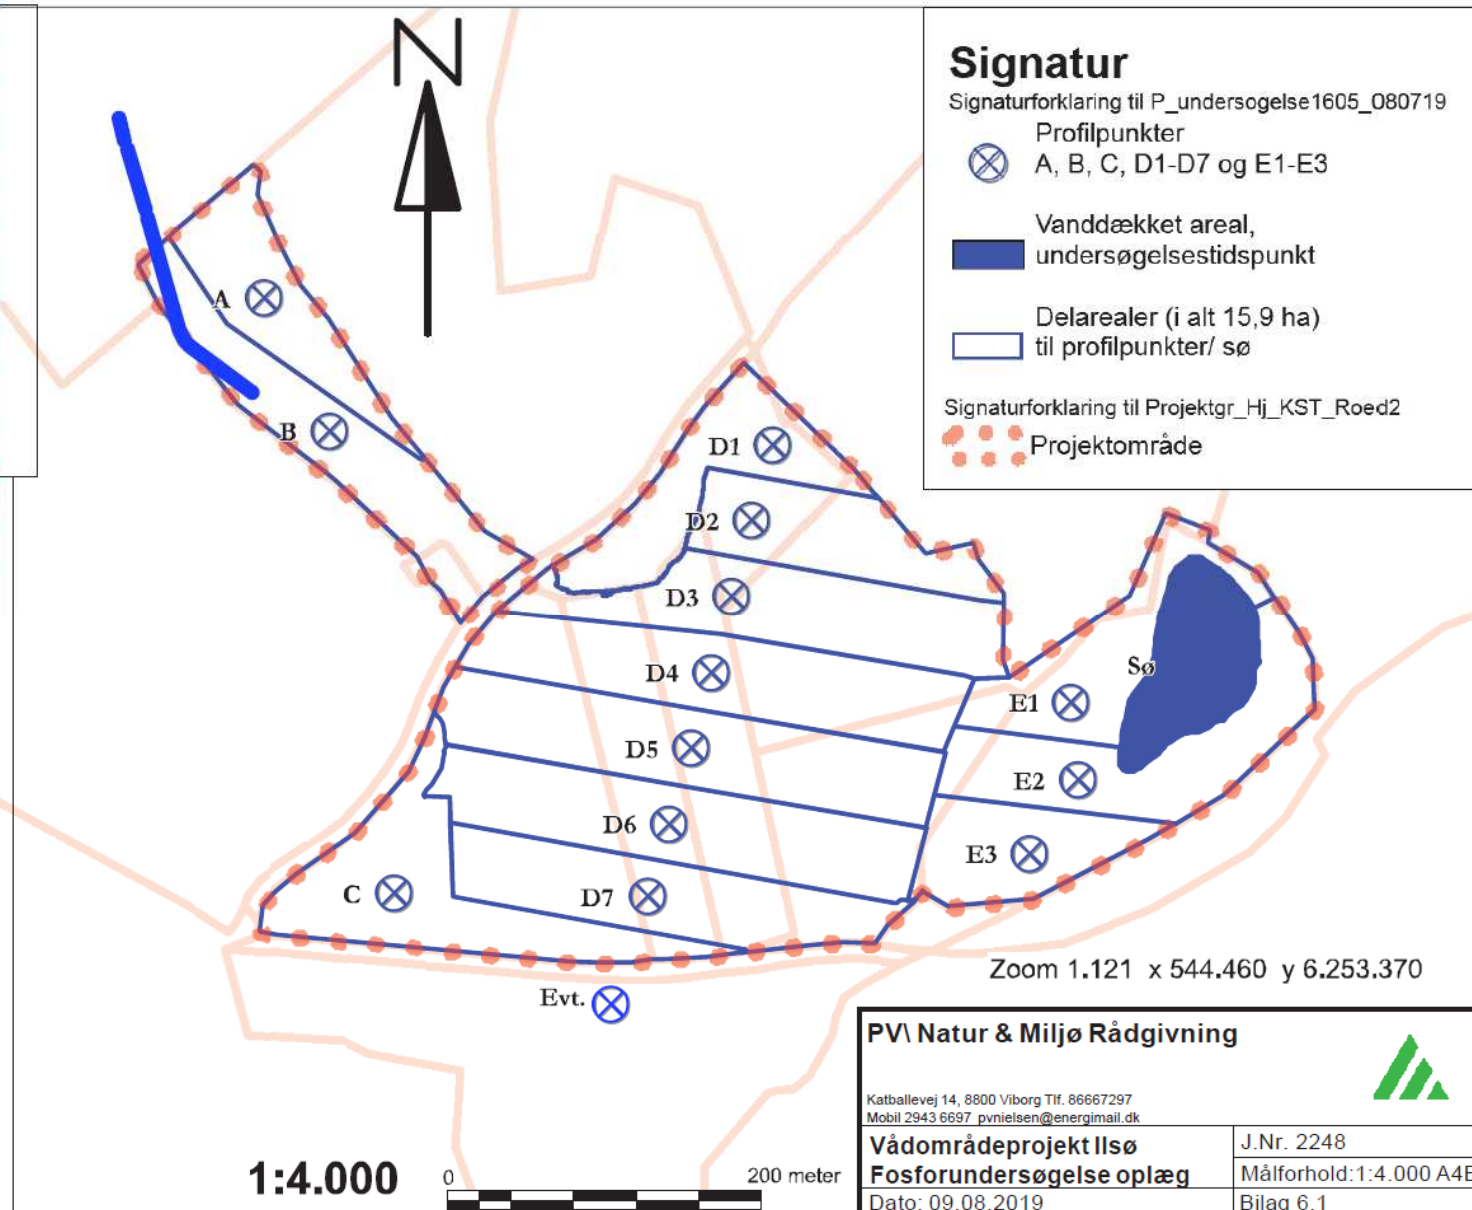 N
Signatur
Signaturforklaring til P_undersogelse1605_080719
Profilpunkter
A, B, C, D1-D7 og E1-E3
Vanddækket areal,
undersøgelsestidspunkt
Delarealer (i alt 15,9 ha)
til profilpunkter/ sø
Signaturforklaring til Projektgr_Hj_KST_Roed2
Projektområde
A
B
D1
D2
D3
D4
D5
D6
D7
C
E1
E2
E3
Sø
Evt.
Zoom 1.121 x 544.460 y 6.253.370
1:4.000
0
200 meter
PV\ Natur & Miljø Rådgivning
Katballevej 14, 8800 Viborg Tlf. 86667297
Mobil 2943 6697 pvnielsen@energimail.dk
Vådområdeprojekt Ilsø
Fosforundersøgelse oplæg
J.Nr. 2248
Målforhold:1:4.000 A4
Dato: 09.08.2019
Bilag 6.1